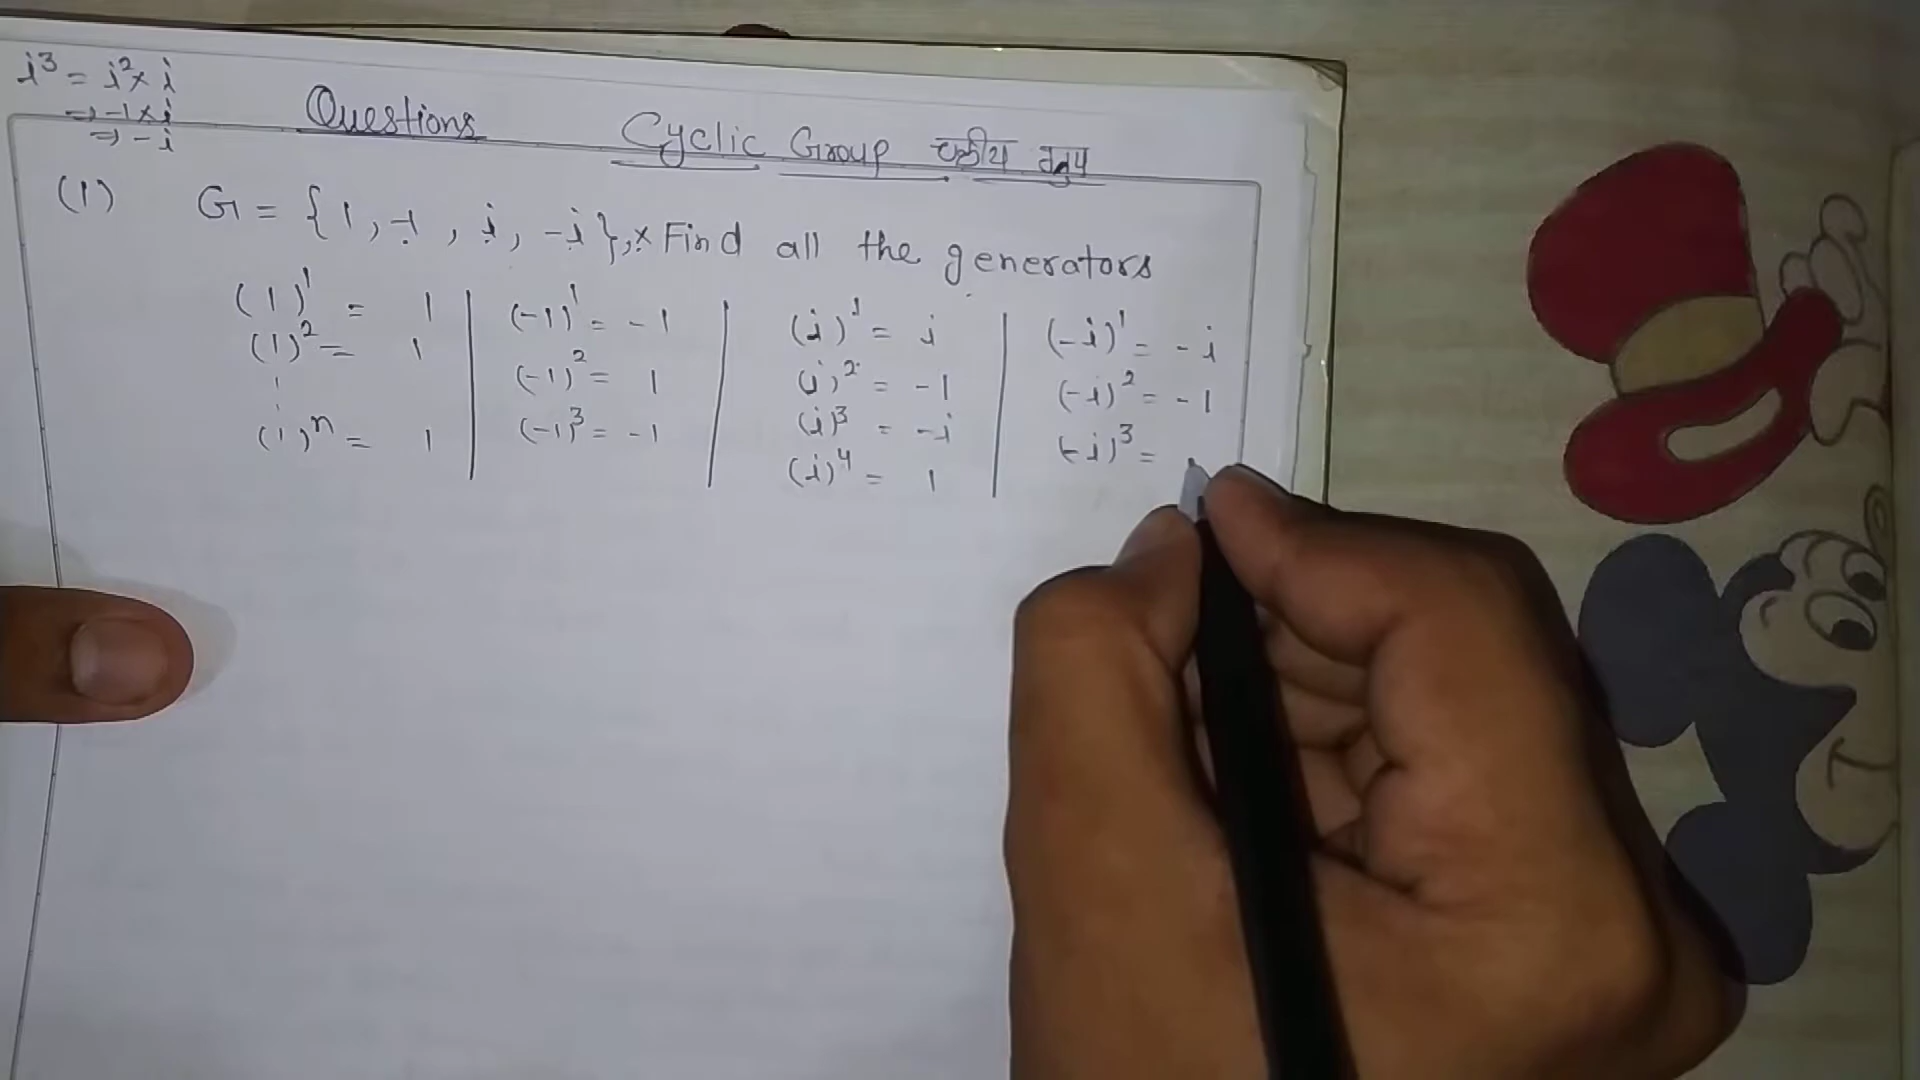 i³ = i² × i
⇒ -1 × i
⇒ -i
Questions Cyclic Group चक्रीय ग्रुप
(1) G = {1, -1, i, -i}, × Find all the generators
(1)¹ = 1
(1)² = 1
(1)ⁿ = 1
(-1)¹ = -1
(-1)² = 1
(-1)³ = -1
(i)¹ = i
(i)² = -1
(i)³ = -i
(i)⁴ = 1
(-i)¹ = -i
(-i)² = -1
(-i)³ =